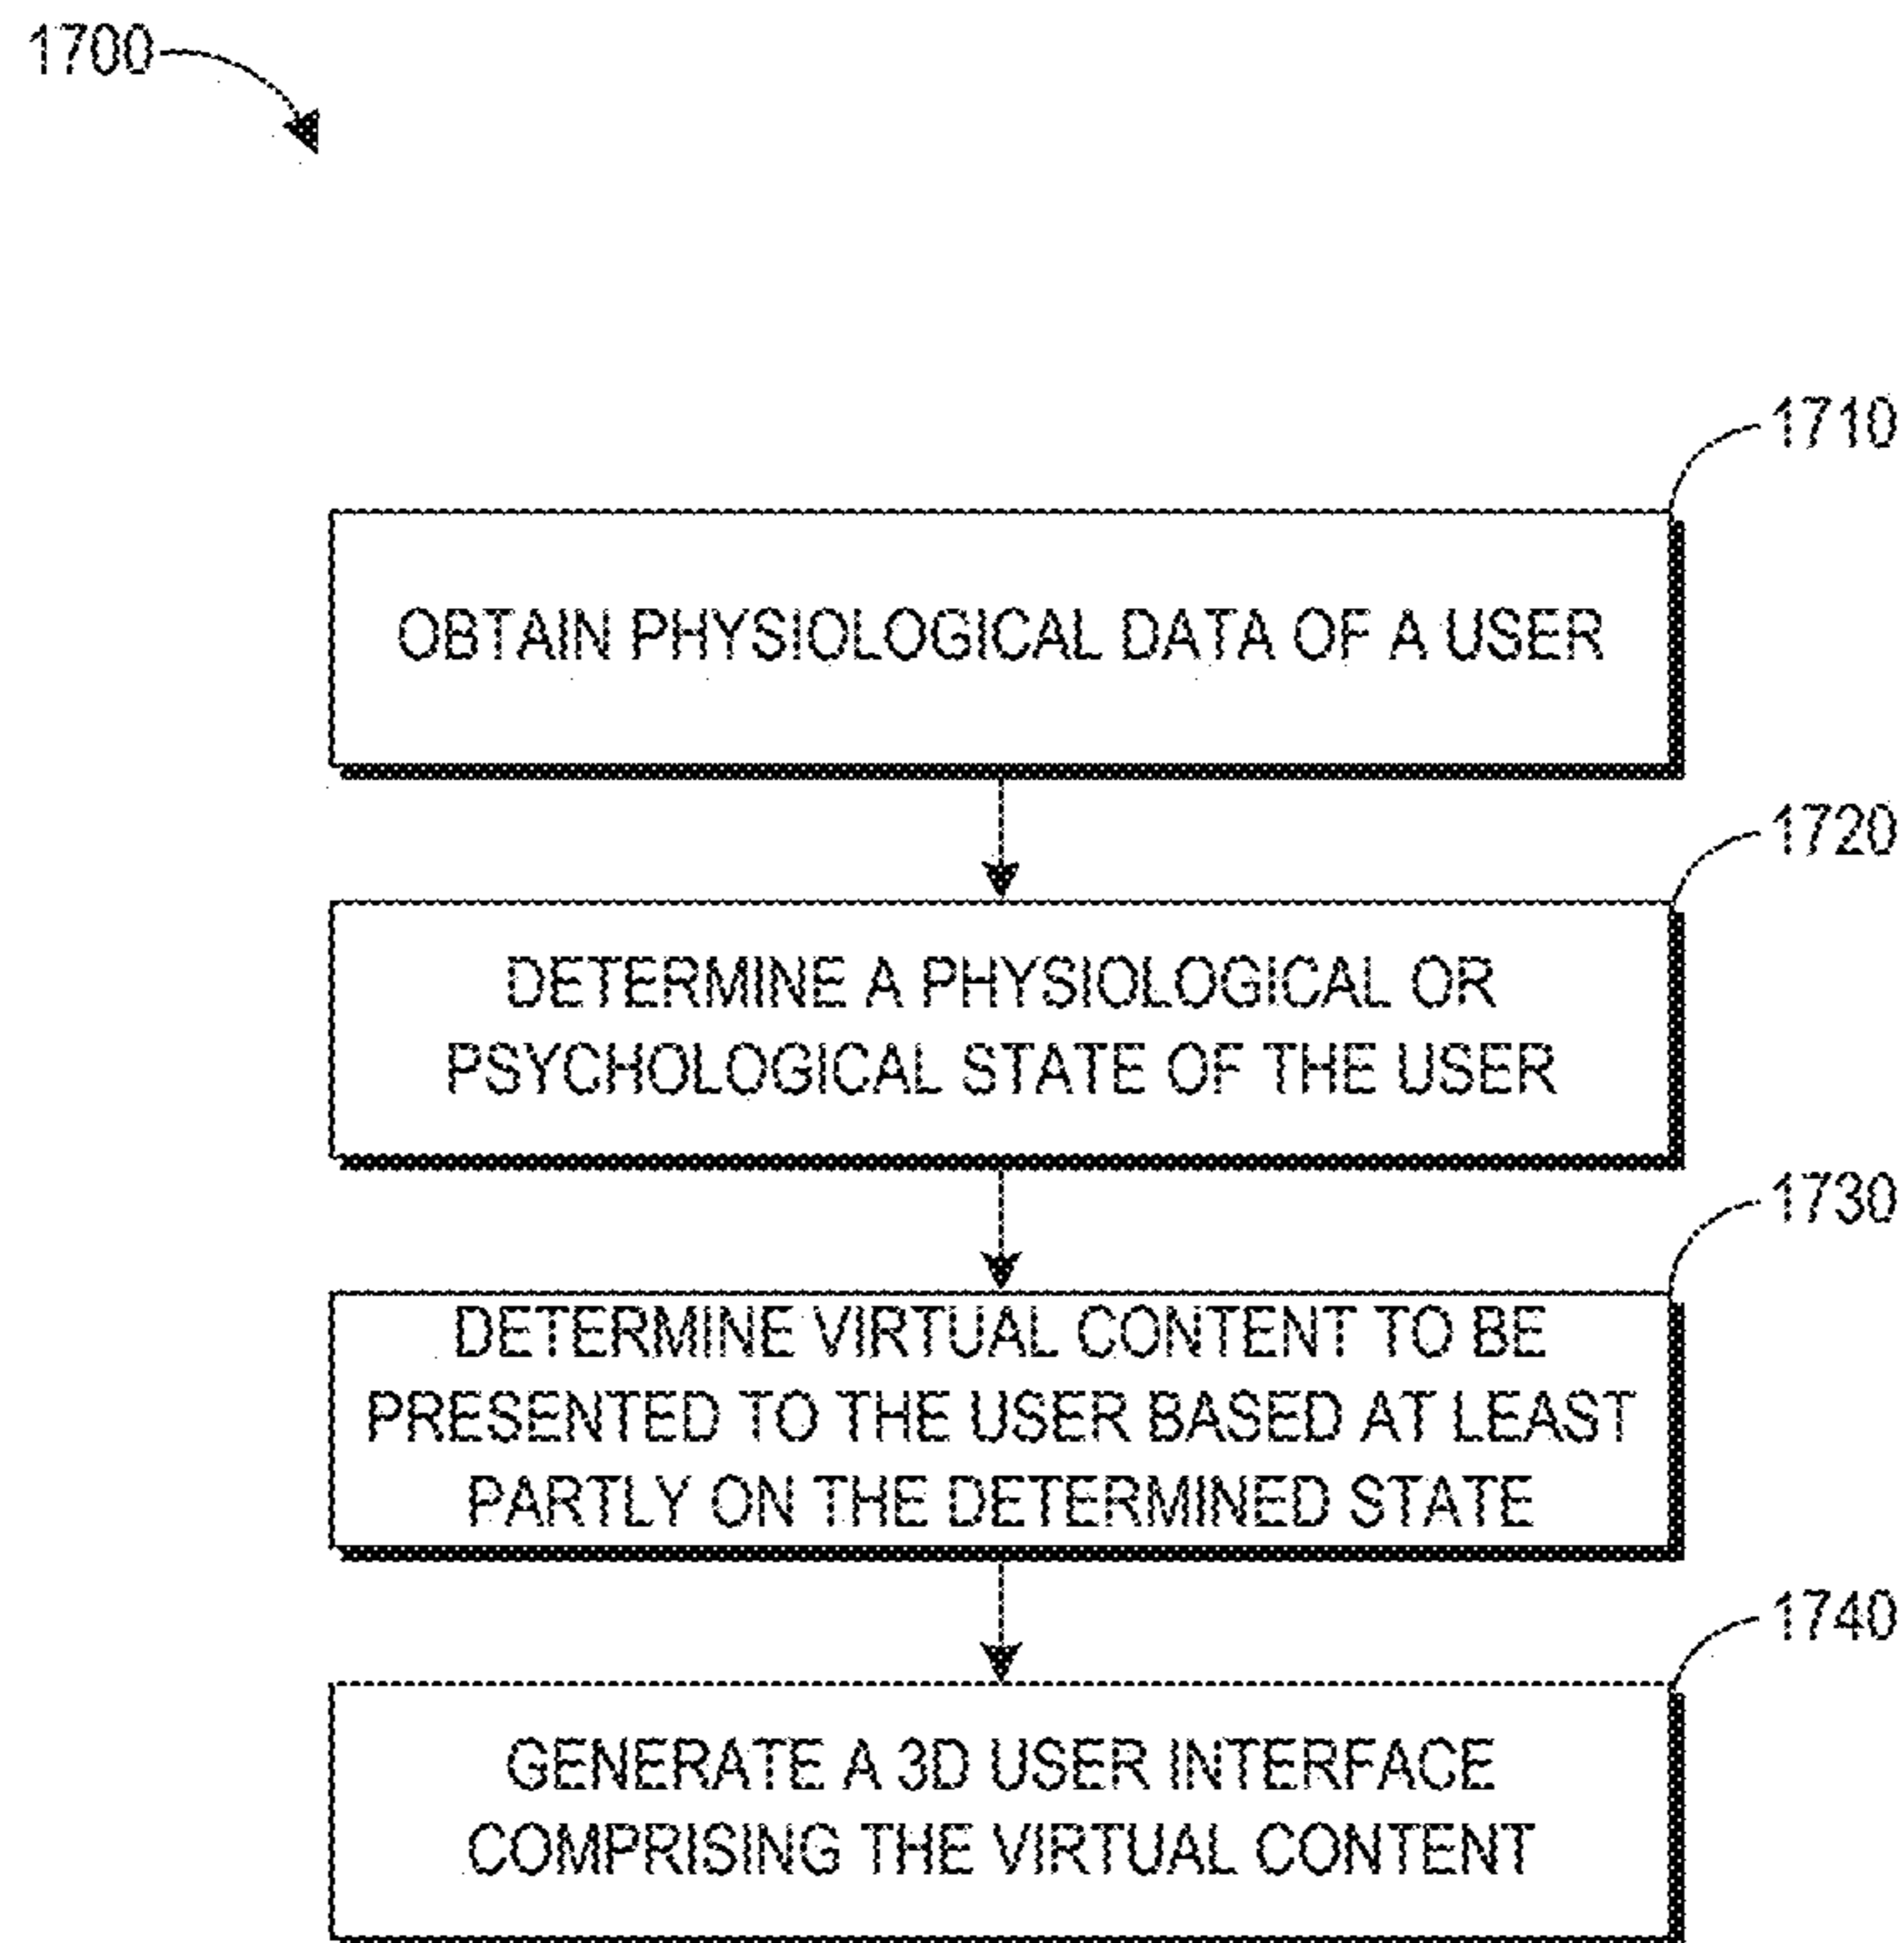 1700
1710
OBTAIN PHYSIOLOGICAL DATA OF A USER
1720
DETERMINE A PHYSIOLOGICAL OR
PSYCHOLOGICAL STATE OF THE USER
1730
DETERMINE VIRTUAL CONTENT TO BE
PRESENTED TO THE USER BASED AT LEAST
PARTLY ON THE DETERMINED STATE
1740
GENERATE A 3D USER INTERFACE
COMPRISING THE VIRTUAL CONTENT